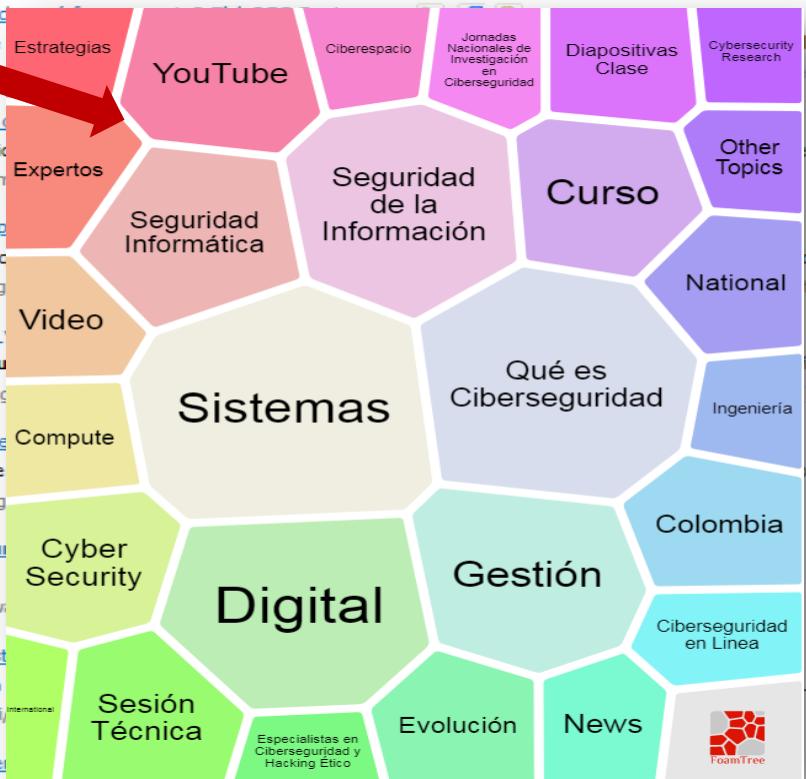 Estrategias
YouTube
Ciberespacio
Jornadas
Nacionales de
Investigación
en
Ciberseguridad
Diapositivas
Clase
Cybersecurity
Research
Expertos
Seguridad
Informática
Seguridad
de la
Información
Curso
Other
Topics
Video
National
Sistemas
Qué es
Ciberseguridad
Compute
Ingeniería
Cyber
Security
Digital
Gestión
Colombia
Ciberseguridad
en Linea
International
Sesión
Técnica
Especialistas en
Ciberseguridad y
Hacking Ético
Evolución
News
FoamTree